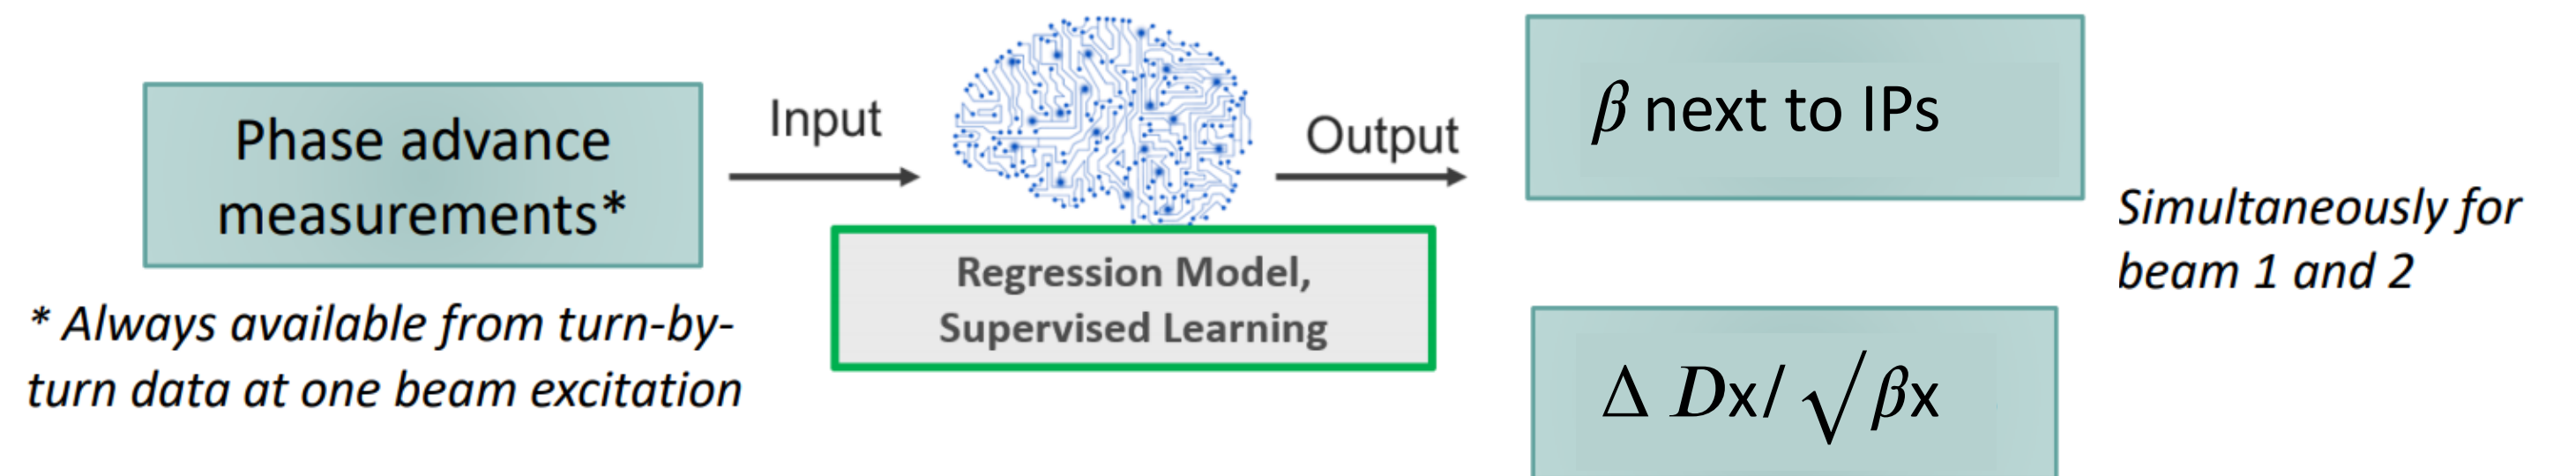 Phase advance
measurements*
* Always available from turn-by-
turn data at one beam excitation
Input
Regression Model,
Supervised Learning
Output
β next to IPs
Δ Dx/ √βx
Simultaneously for
beam 1 and 2